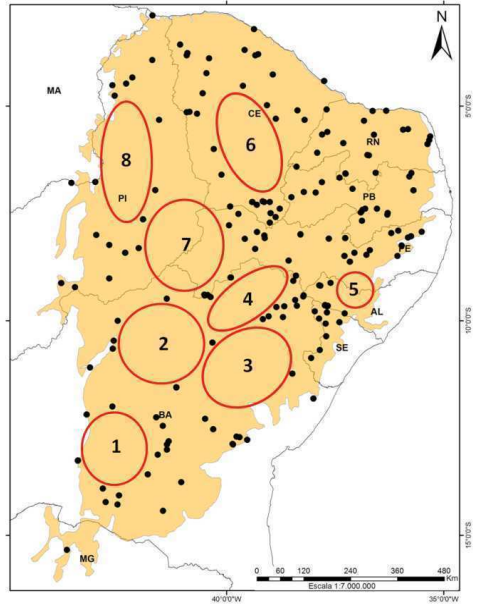 N
MA
5°0'0"S
CE
6
RN
8
PI
PB
7
PE
5
4
AL
10°0'0"S
2
SE
3
BA
1
15°0'0"S
MG
0 60 120 240 360 480
Km
Escala 1:7.000.000
40°0'0"W
35°0'0"W